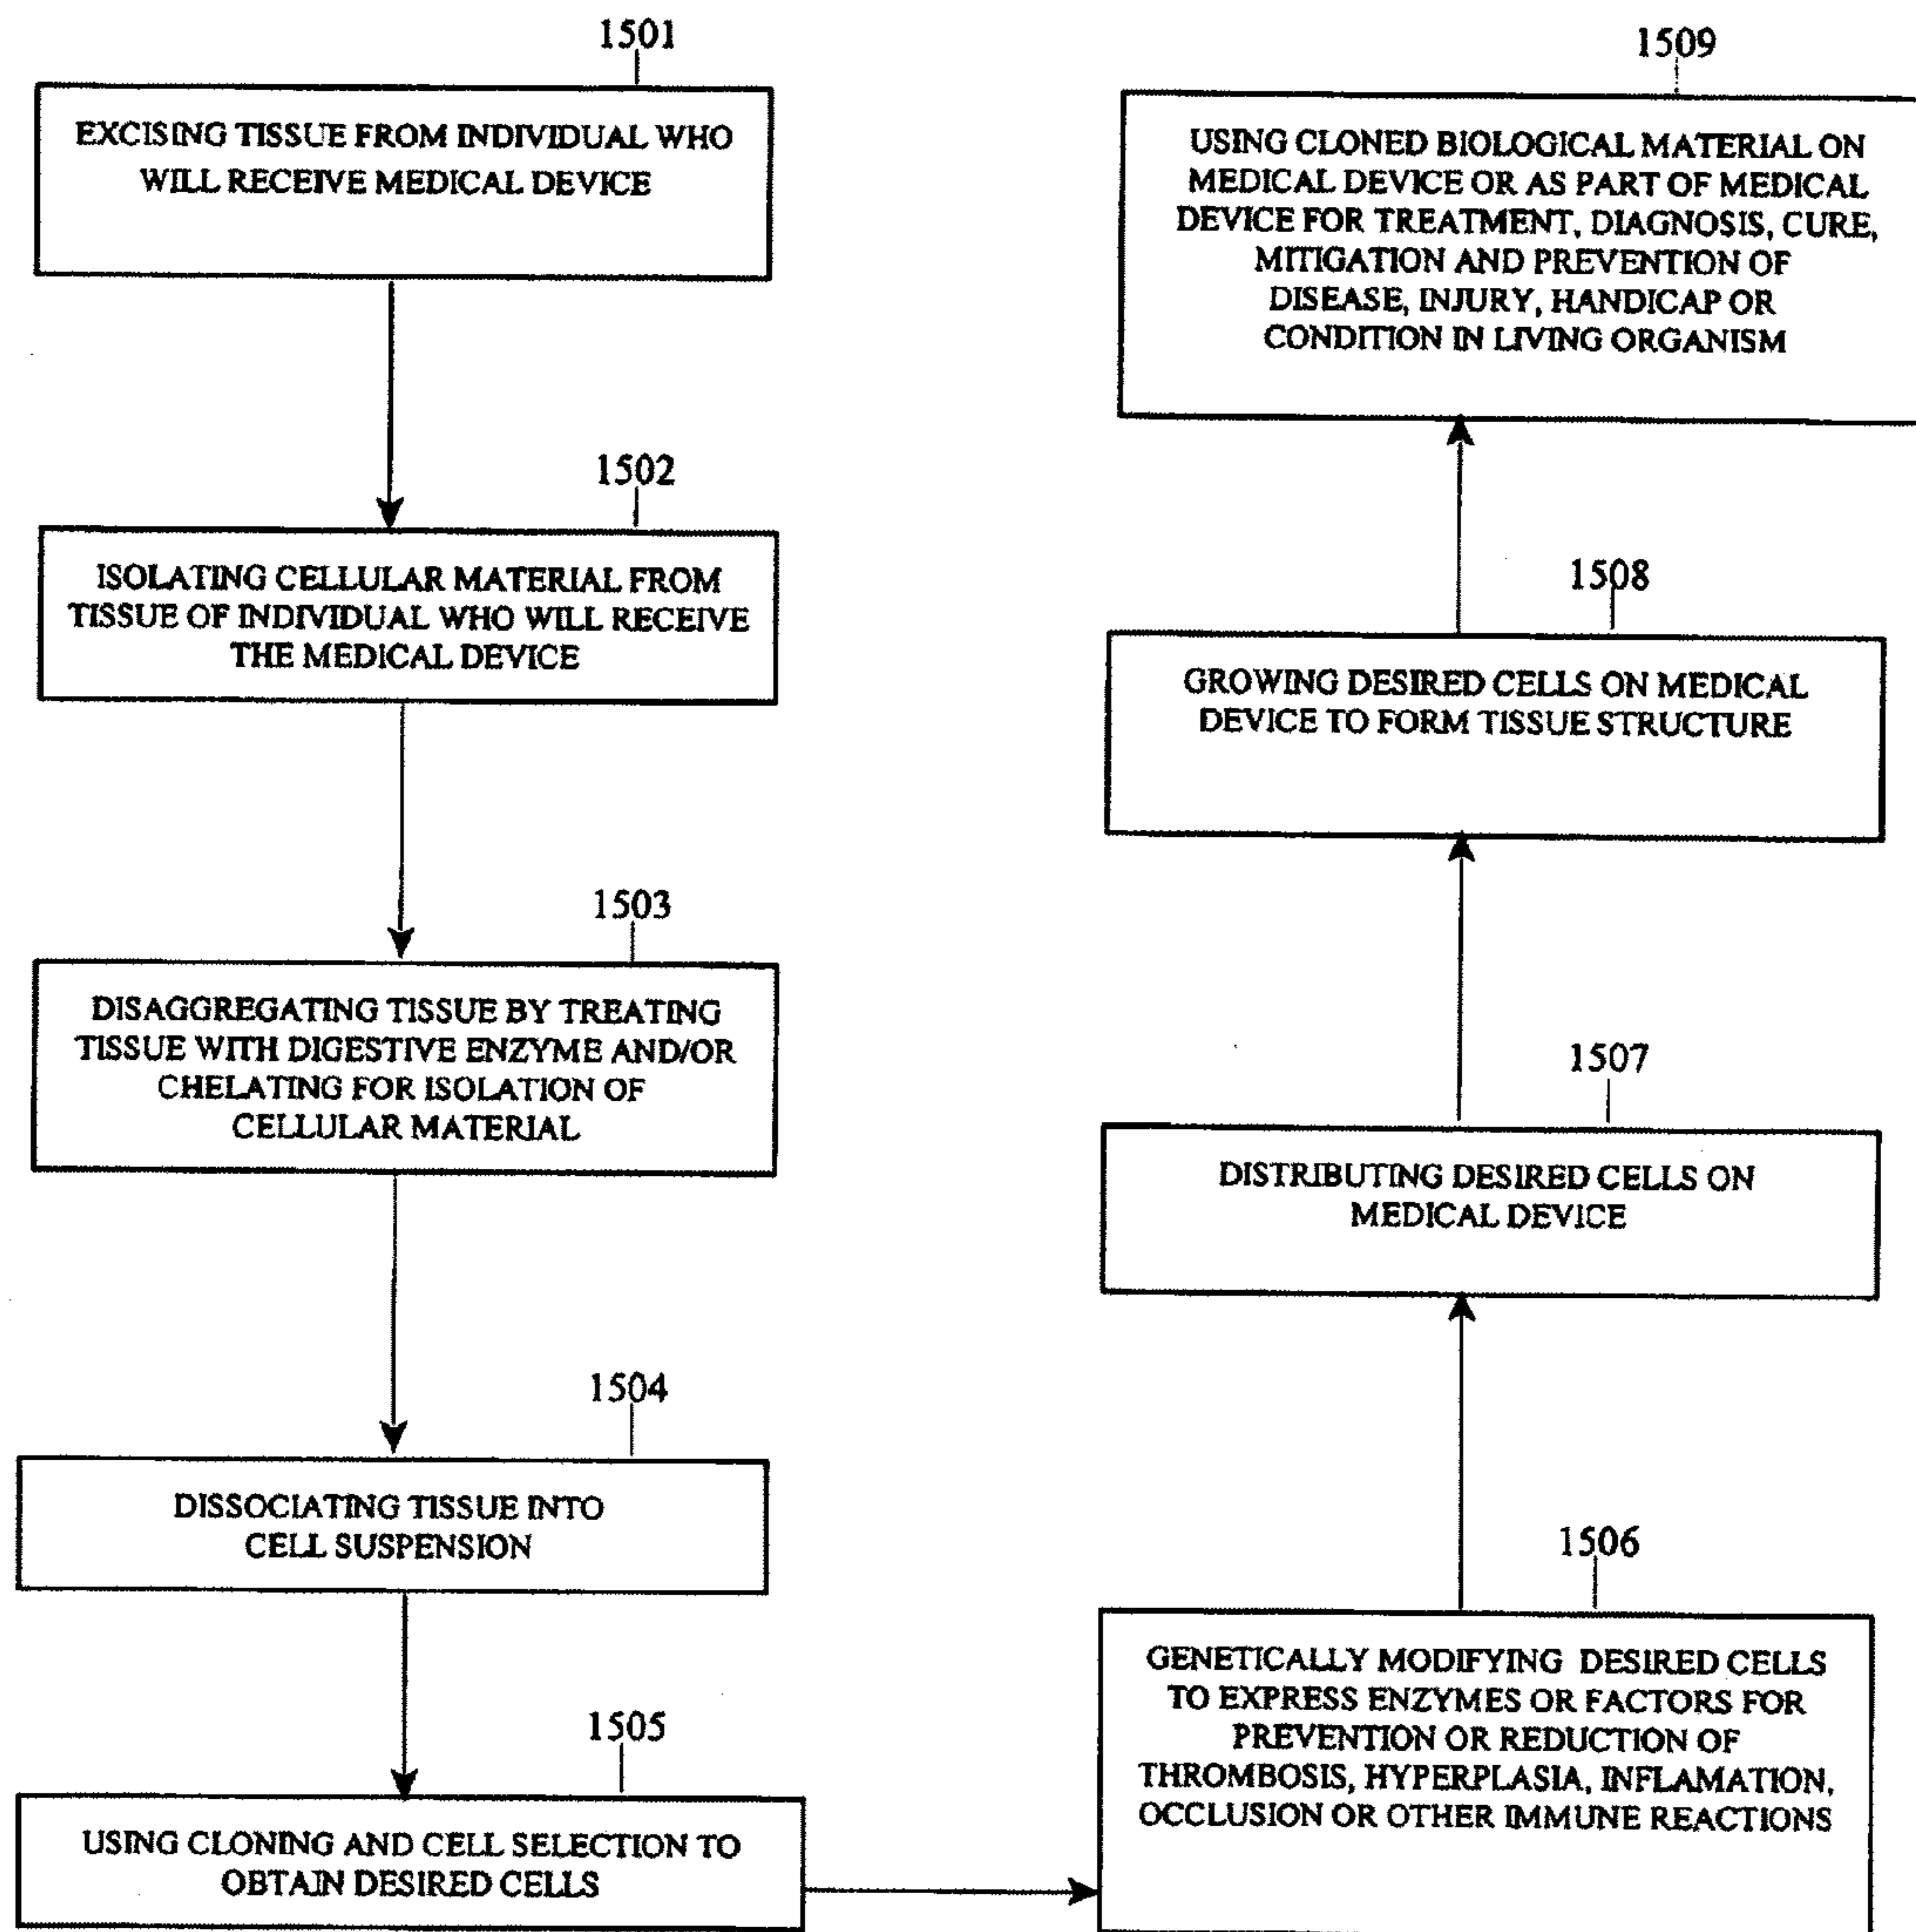 1501
EXCISING TISSUE FROM INDIVIDUAL WHO
WILL RECEIVE MEDICAL DEVICE
1502
ISOLATING CELLULAR MATERIAL FROM
TISSUE OF INDIVIDUAL WHO WILL RECEIVE
THE MEDICAL DEVICE
1503
DISAGGREGATING TISSUE BY TREATING
TISSUE WITH DIGESTIVE ENZYME AND/OR
CHELATING FOR ISOLATION OF
CELLULAR MATERIAL
1504
DISSOCIATING TISSUE INTO
CELL SUSPENSION
1505
USING CLONING AND CELL SELECTION TO
OBTAIN DESIRED CELLS
1506
GENETICALLY MODIFYING DESIRED CELLS
TO EXPRESS ENZYMES OR FACTORS FOR
PREVENTION OR REDUCTION OF
THROMBOSIS, HYPERPLASIA, INFLAMATION,
OCCLUSION OR OTHER IMMUNE REACTIONS
1507
DISTRIBUTING DESIRED CELLS ON
MEDICAL DEVICE
1508
GROWING DESIRED CELLS ON MEDICAL
DEVICE TO FORM TISSUE STRUCTURE
1509
USING CLONED BIOLOGICAL MATERIAL ON
MEDICAL DEVICE OR AS PART OF MEDICAL
DEVICE FOR TREATMENT, DIAGNOSIS, CURE,
MITIGATION AND PREVENTION OF
DISEASE, INJURY, HANDICAP OR
CONDITION IN LIVING ORGANISM